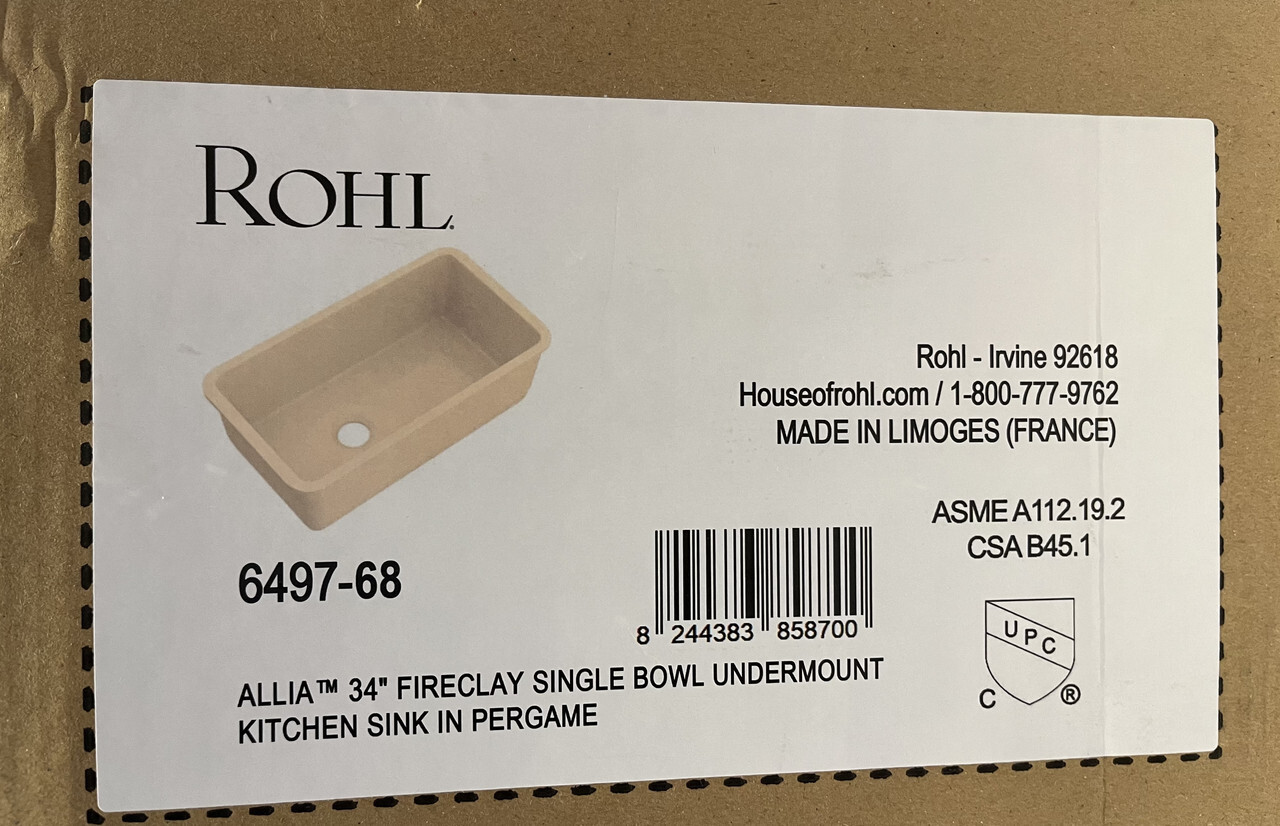 ROHL.
Rohl - Irvine 92618
Houseofrohl.com / 1-800-777-9762
MADE IN LIMOGES (FRANCE)
ASME A112.19.2
CSA B45.1
6497-68
8 244383 858700
UPC
C ®
ALLIA™ 34" FIRECLAY SINGLE BOWL UNDERMOUNT
KITCHEN SINK IN PERGAME